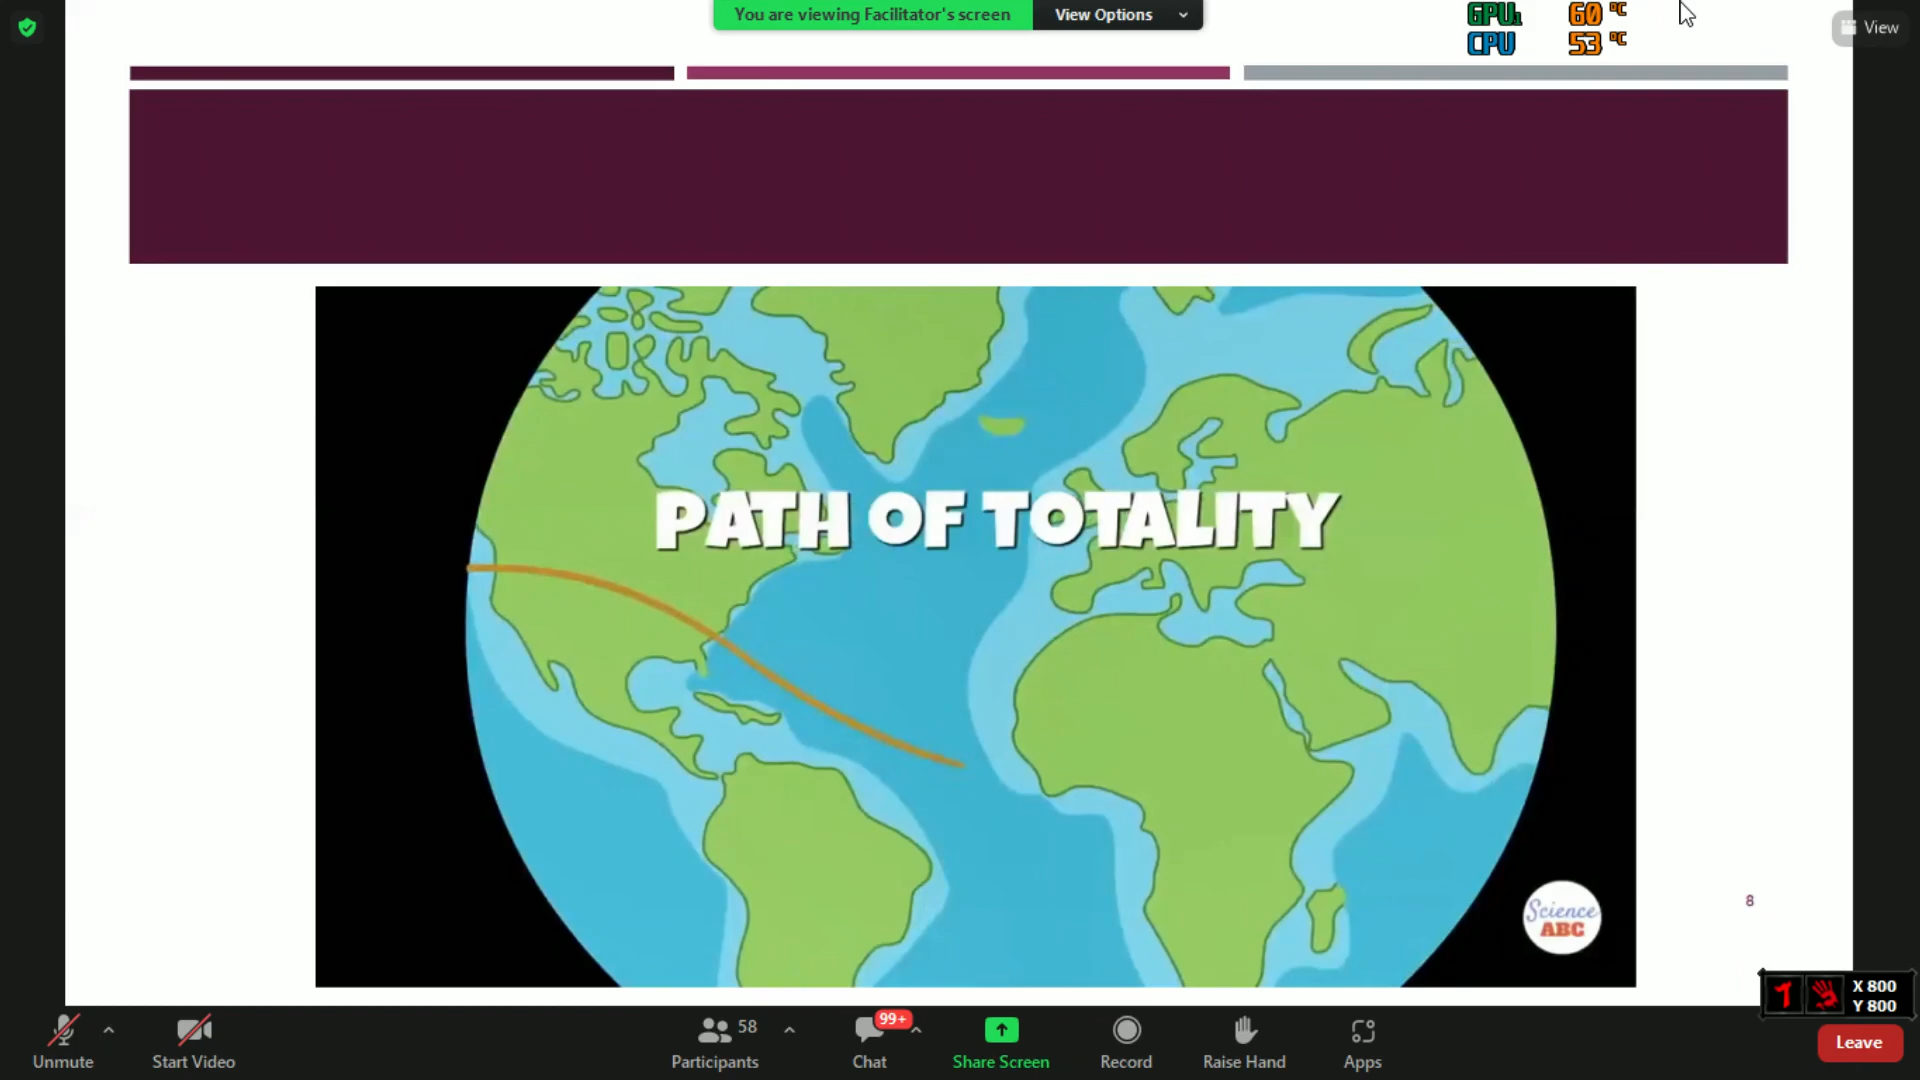 You are viewing Facilitator's screen
View Options
GPU1 60 °C
CPU 53 °C
View
PATH OF TOTALITY
Science
ABC
8
X 800
Y 800
Unmute
Start Video
58
Participants
99+
Chat
Share Screen
Record
Raise Hand
Apps
Leave